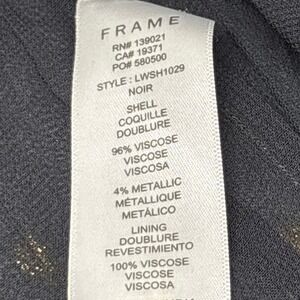 FRAME
RN# 139021
CA# 19371
PO# 580500
STYLE : LWSH1029
NOIR
SHELL
COQUILLE
DOUBLURE
96% VISCOSE
VISCOSE
VISCOSA
4% METALLIC
MÉTALLIQUE
METÁLICO
LINING
DOUBLURE
REVESTIMIENTO
100% VISCOSE
VISCOSE
VISCOSA